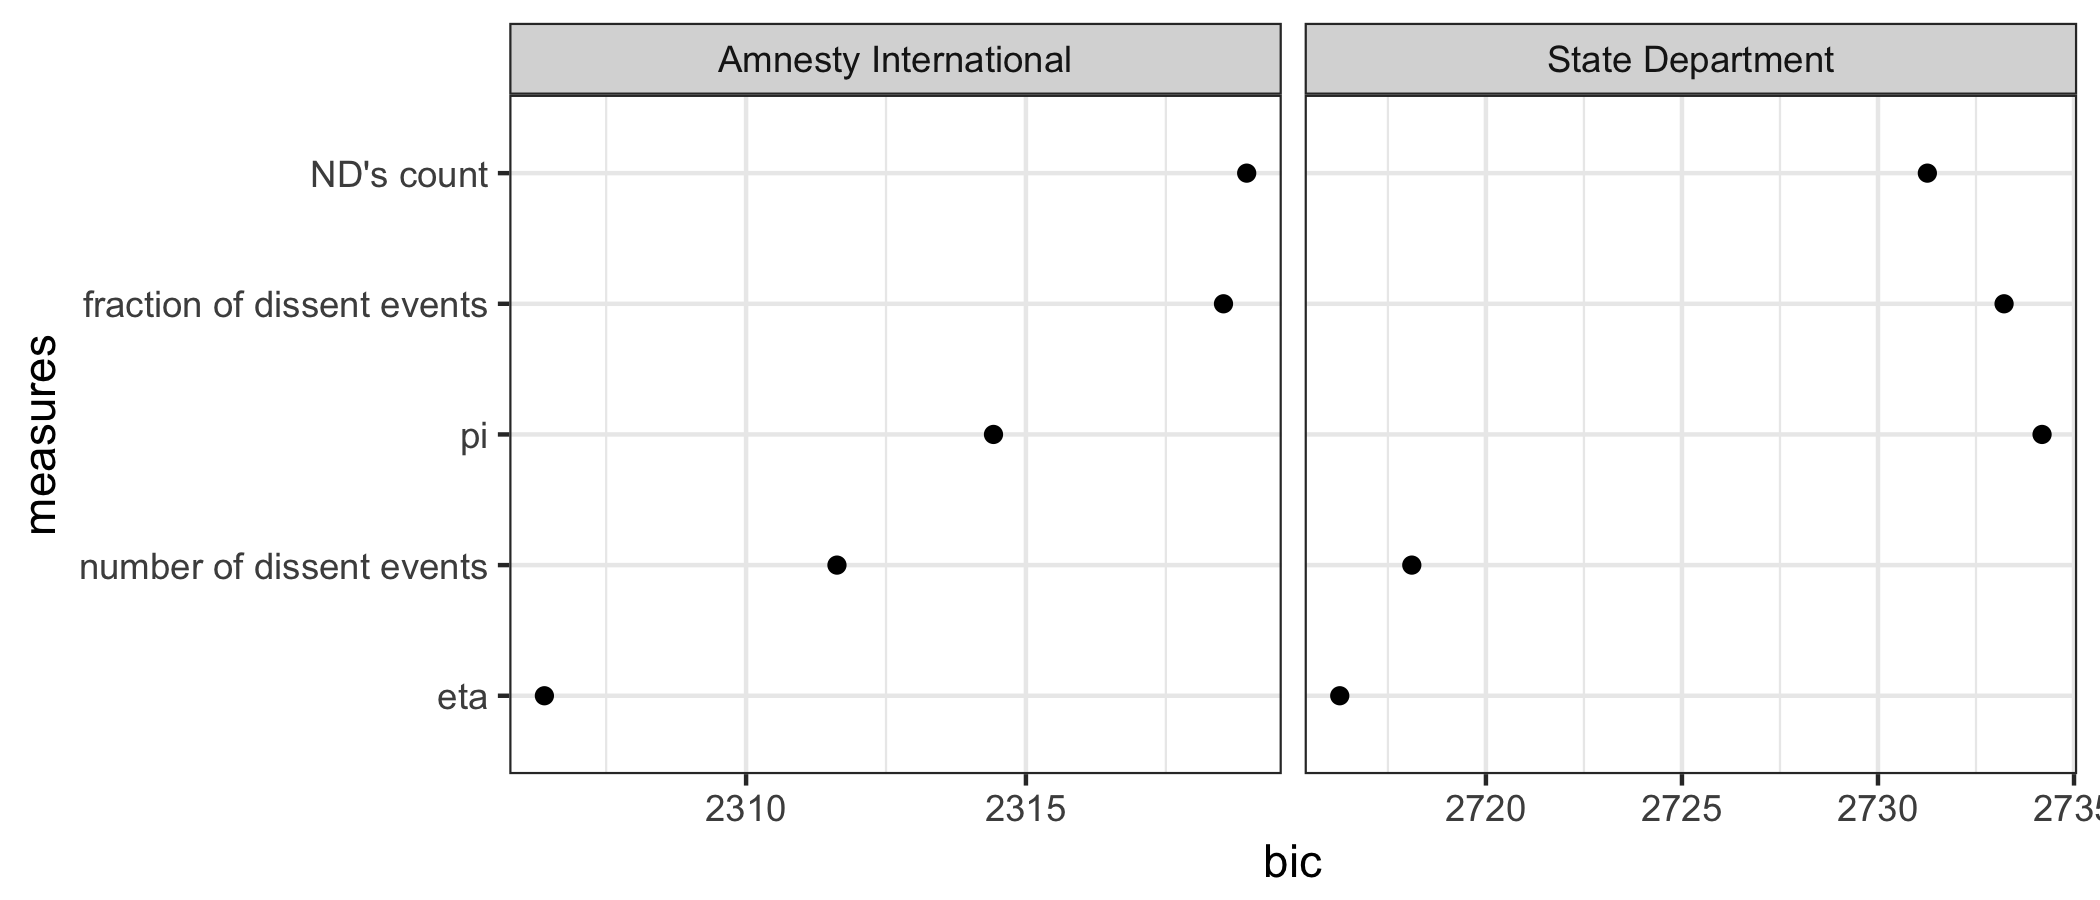 Amnesty International
State Department
ND's count
fraction of dissent events
pi
number of dissent events
eta
measures
2310 2315
2720 2725 2730 2735
bic